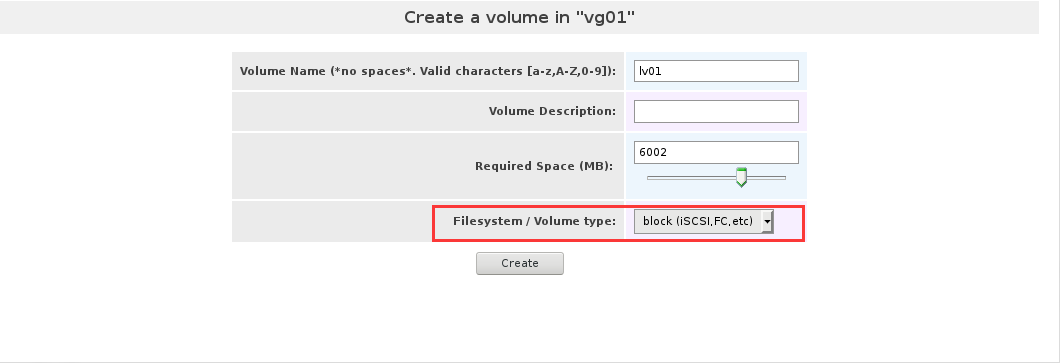 Create a volume in "vg01"
Volume Name (*no spaces*. Valid characters [a-z,A-Z,0-9]): lv01
Volume Description:
Required Space (MB): 6002
Filesystem / Volume type: block (iSCSI,FC,etc)
Create